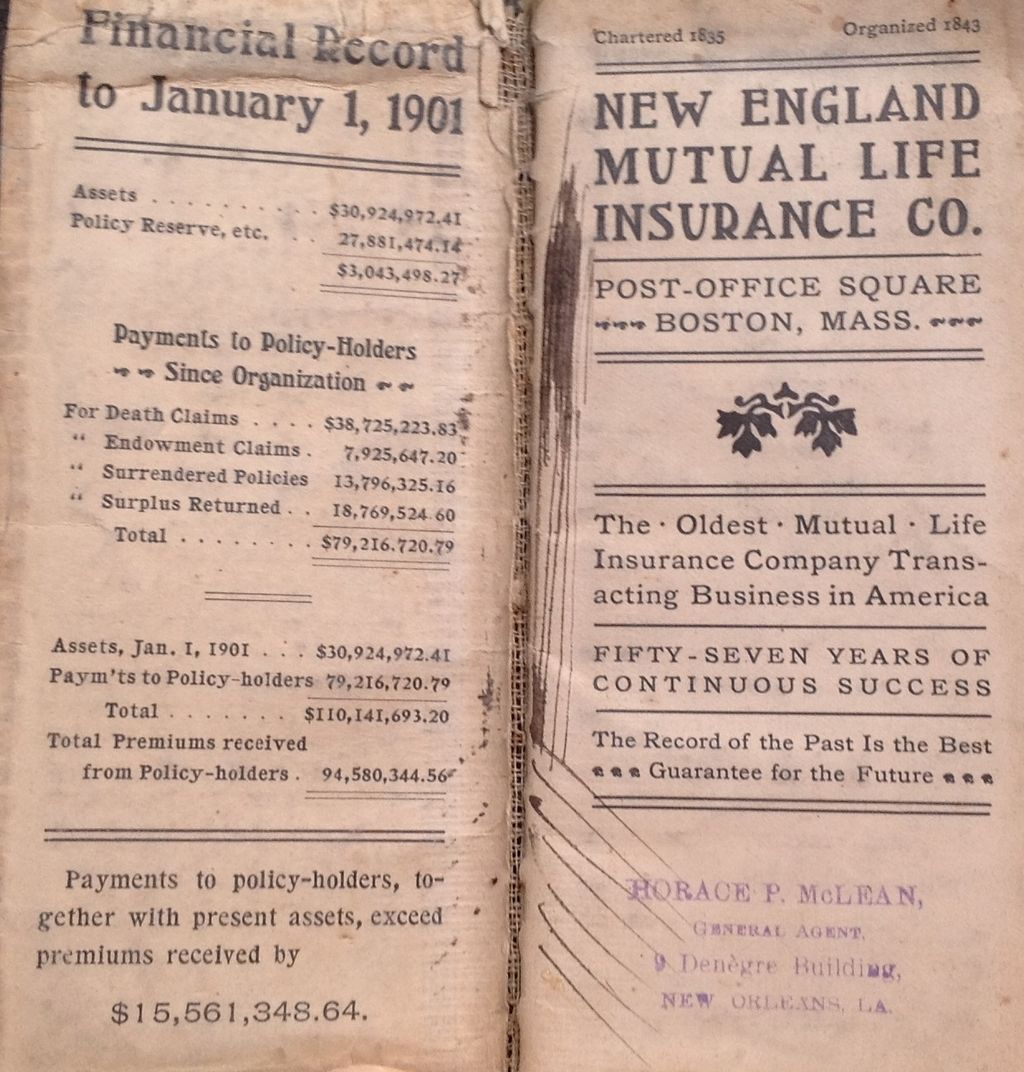 Financial Record
to January 1, 1901
Assets . . . . . . . . . . $30,924,972.41
Policy Reserve, etc. . . 27,881,474.14
$3,043,498.27
Payments to Policy-Holders
Since Organization
For Death Claims . . . . $38,725,223.83
“ Endowment Claims . 7,925,647.20
“ Surrendered Policies 13,796,325.16
“ Surplus Returned . . 18,769,524.60
Total . . . . . . . . $79,216.720.79
Assets, Jan. 1, 1901 . . . $30,924,972.41
Paym'ts to Policy-holders 79,216,720.79
Total . . . . . . . $110,141,693.20
Total Premiums received
from Policy-holders . 94,580,344.56
Payments to policy-holders, to-
gether with present assets, exceed
premiums received by
$15,561,348.64.
Chartered 1835 Organized 1843
NEW ENGLAND
MUTUAL LIFE
INSURANCE CO.
POST-OFFICE SQUARE
BOSTON, MASS.
The · Oldest · Mutual · Life
Insurance Company Trans-
acting Business in America
FIFTY-SEVEN YEARS OF
CONTINUOUS SUCCESS
The Record of the Past Is the Best
Guarantee for the Future
HORACE P. McLEAN,
GENERAL AGENT,
9 Denègre Building,
NEW ORLEANS, LA.